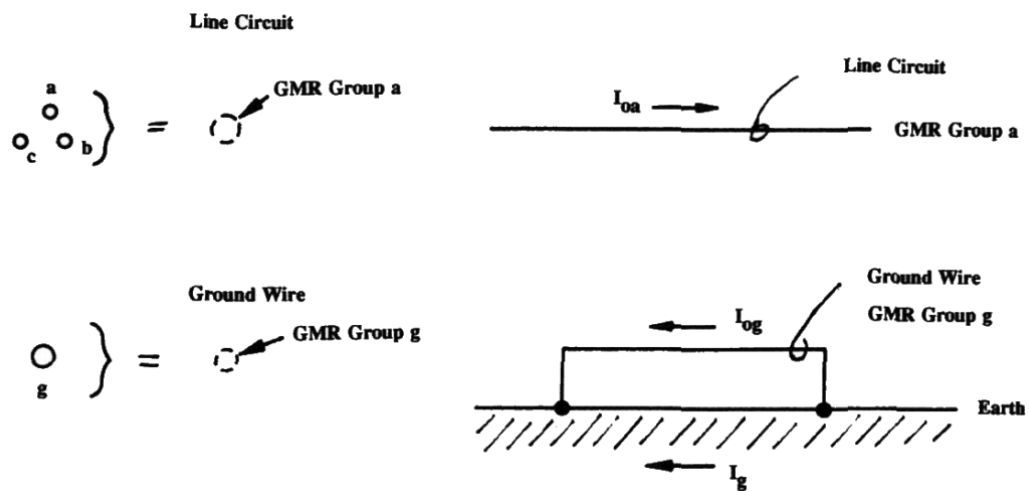 Line Circuit
a
c
b
} =
GMR Group a
I_oa
Line Circuit
GMR Group a
Ground Wire
g
} =
GMR Group g
I_og
Ground Wire
GMR Group g
Earth
I_g